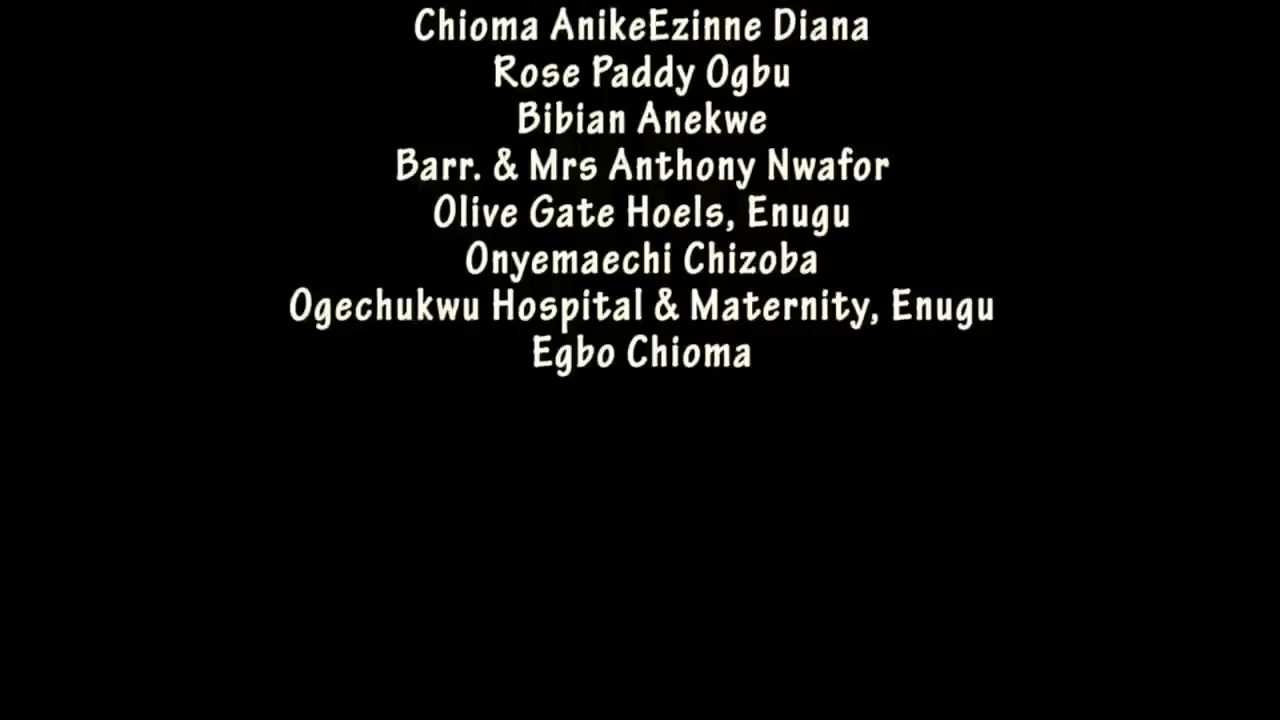 Chioma AnikeEzinne Diana
Rose Paddy Ogbu
Bibian Anekwe
Barr. & Mrs Anthony Nwafor
Olive Gate Hoels, Enugu
Onyemaechi Chizoba
Ogechukwu Hospital & Maternity, Enugu
Egbo Chioma